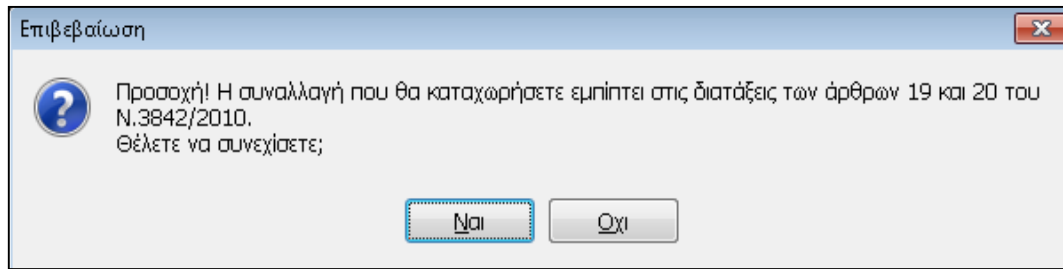 Επιβεβαίωση
Προσοχή! Η συναλλαγή που θα καταχωρήσετε εμπίπτει στις διατάξεις των άρθρων 19 και 20 του
Ν.3842/2010.
Θέλετε να συνεχίσετε;
Ναι Οχι